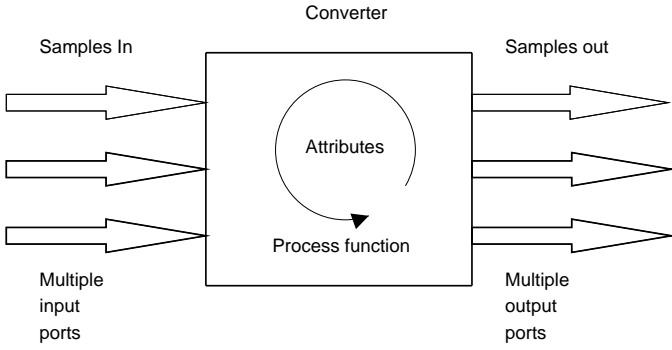 Converter
Samples In
Samples out
Attributes
Process function
Multiple
input
ports
Multiple
output
ports